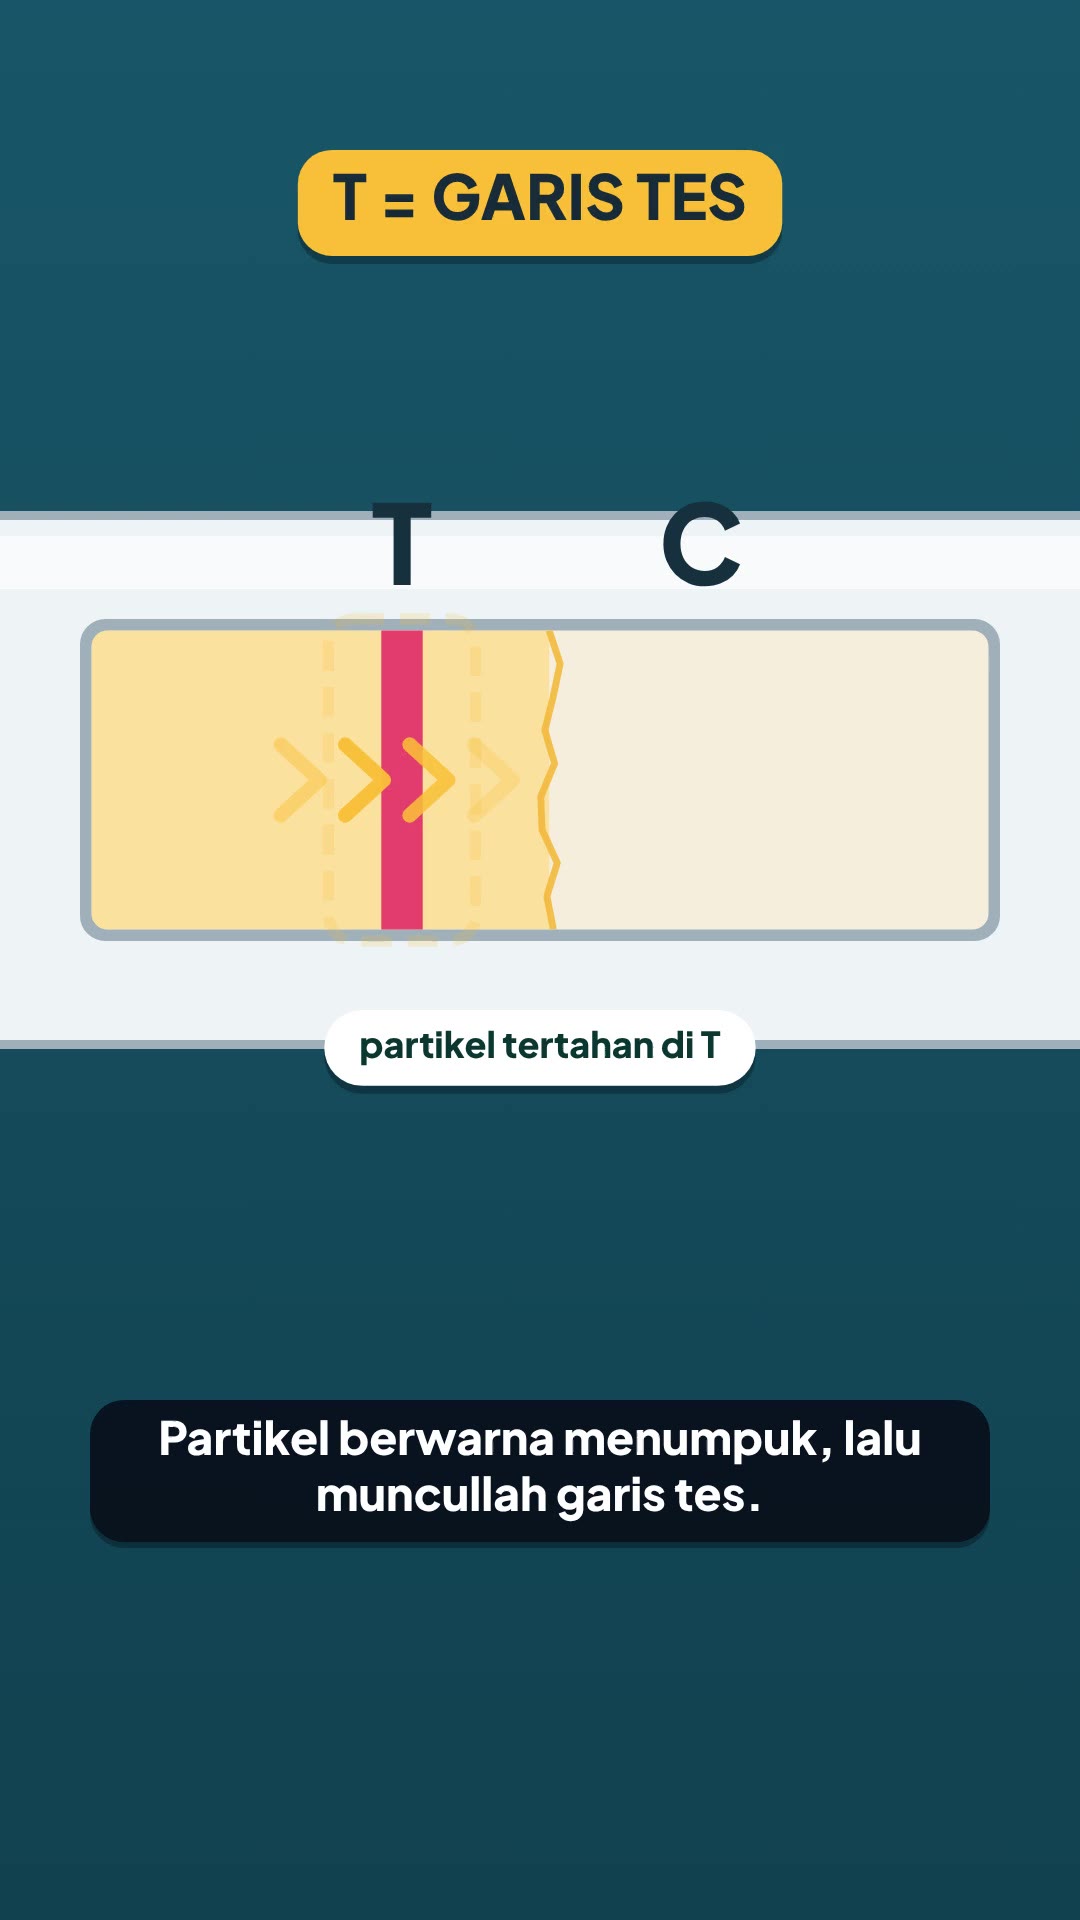 T = GARIS TES
T C
partikel tertahan di T
Partikel berwarna menumpuk, lalu
muncullah garis tes.